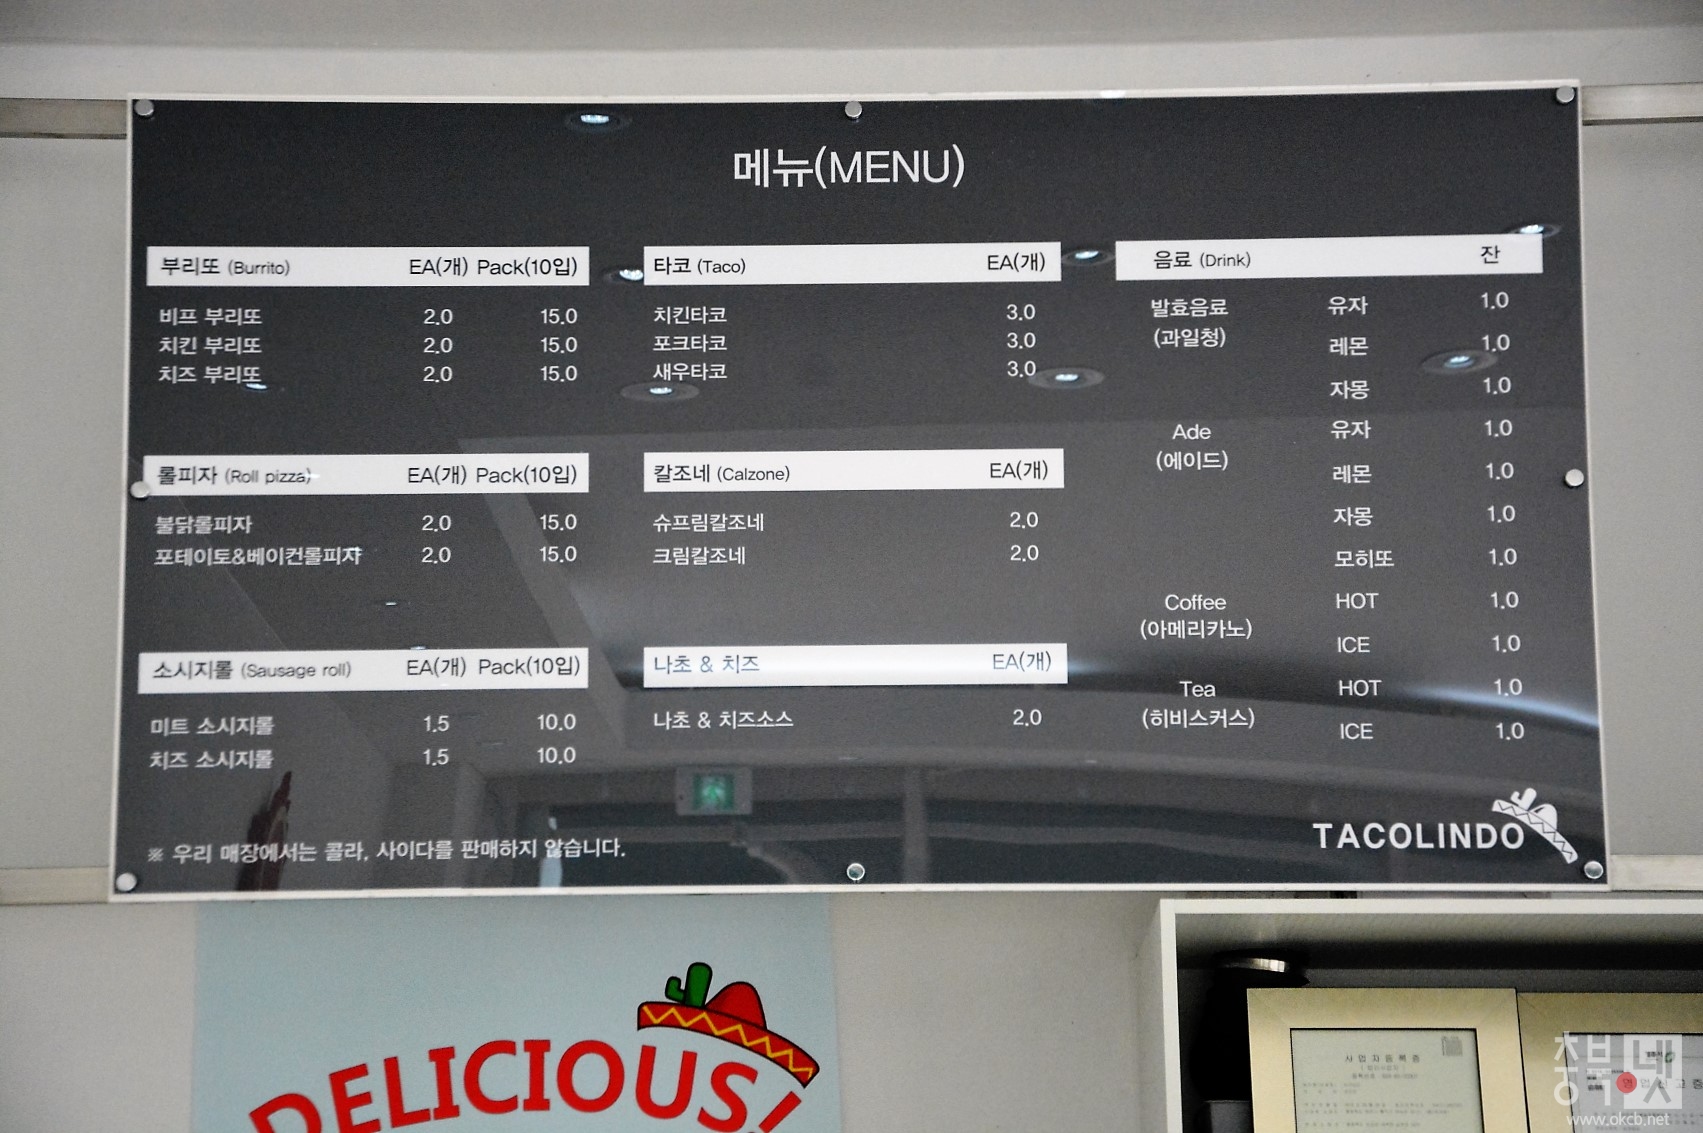 메뉴(MENU)
부리또 (Burrito) EA(개) Pack(10입)
비프 부리또 2.0 15.0
치킨 부리또 2.0 15.0
치즈 부리또 2.0 15.0
롤피자 (Roll pizza) EA(개) Pack(10입)
불닭롤피자 2.0 15.0
포테이토&베이컨롤피자 2.0 15.0
소시지롤 (Sausage roll) EA(개) Pack(10입)
미트 소시지롤 1.5 10.0
치즈 소시지롤 1.5 10.0
※ 우리 매장에서는 콜라, 사이다를 판매하지 않습니다.
타코 (Taco) EA(개)
치킨타코 3.0
포크타코 3.0
새우타코 3.0
칼조네 (Calzone) EA(개)
슈프림칼조네 2.0
크림칼조네 2.0
나초 & 치즈 EA(개)
나초 & 치즈소스 2.0
음료 (Drink) 잔
발효음료 유자 1.0
(과일청) 레몬 1.0
자몽 1.0
Ade 유자 1.0
(에이드) 레몬 1.0
자몽 1.0
모히또 1.0
Coffee HOT 1.0
(아메리카노) ICE 1.0
Tea HOT 1.0
(히비스커스) ICE 1.0
TACOLINDO
DELICIOUS!
사업자등록증
충북넷
www.okcb.net